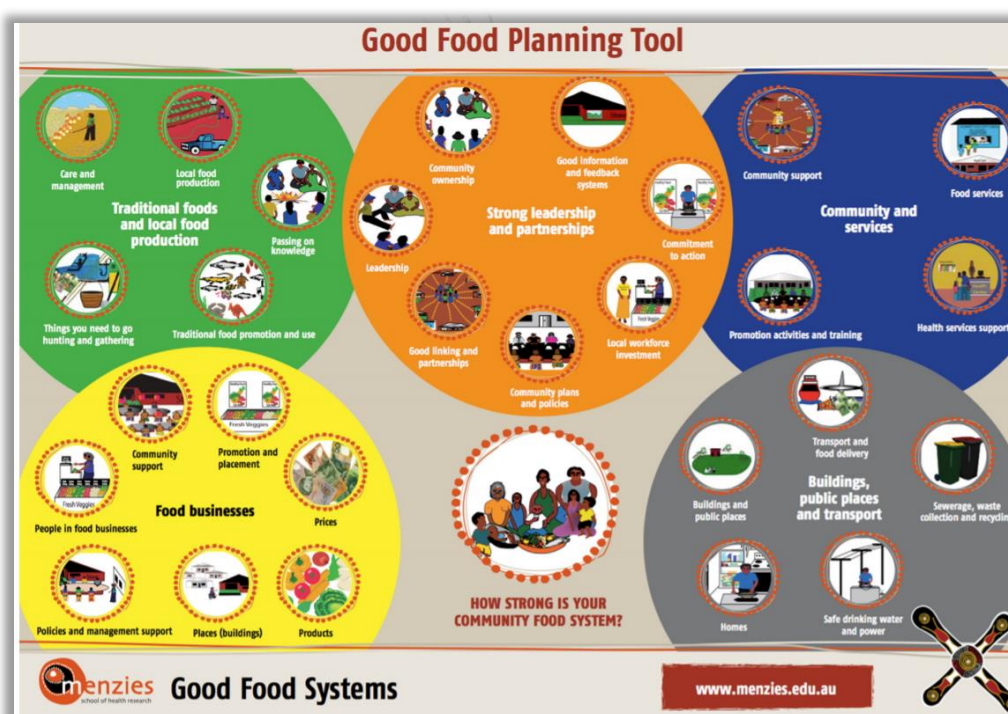 Good Food Planning Tool
Care and
management
Local food
production
Traditional foods
and local food
production
Passing on
knowledge
Things you need to go
hunting and gathering
Traditional food promotion and use
Community
ownership
Good information
and feedback
systems
Strong leadership
and partnerships
Leadership
Commitment
to action
Good linking and
partnerships
Local workforce
investment
Community plans
and policies
Community support
Food services
Community and
services
Promotion activities and training
Health services support
Community
support
Promotion and
placement
Fresh Veggies
People in food businesses
Fresh Veggies
Food businesses
Prices
Policies and management support
Places (buildings)
Products
HOW STRONG IS YOUR
COMMUNITY FOOD SYSTEM?
Transport and
food delivery
Buildings and
public places
Buildings,
public places
and transport
Sewerage, waste
collection and recyclin
Homes
Safe drinking water
and power
menzies
school of health research
Good Food Systems
www.menzies.edu.au